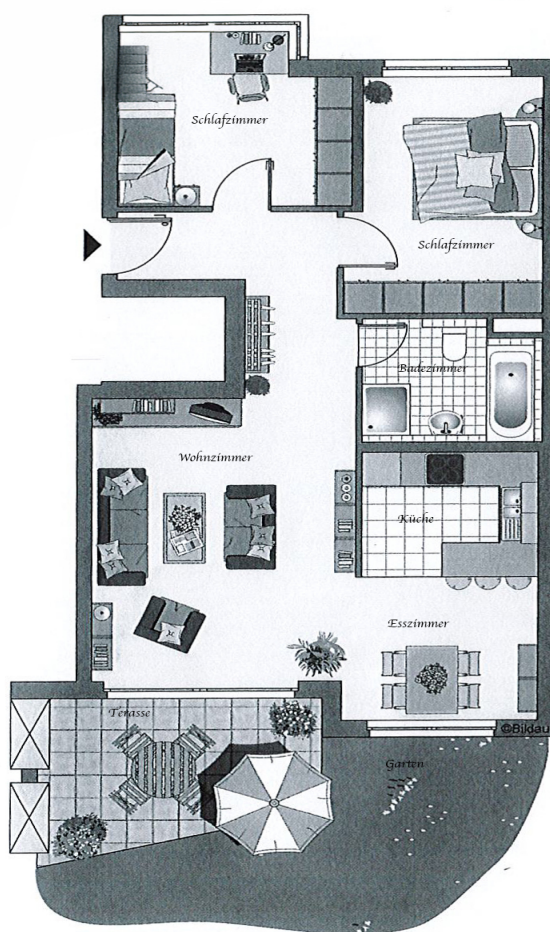 Schlafzimmer
Schlafzimmer
Badezimmer
Wohnzimmer
Küche
Esszimmer
Terasse
©Bildau
Garten